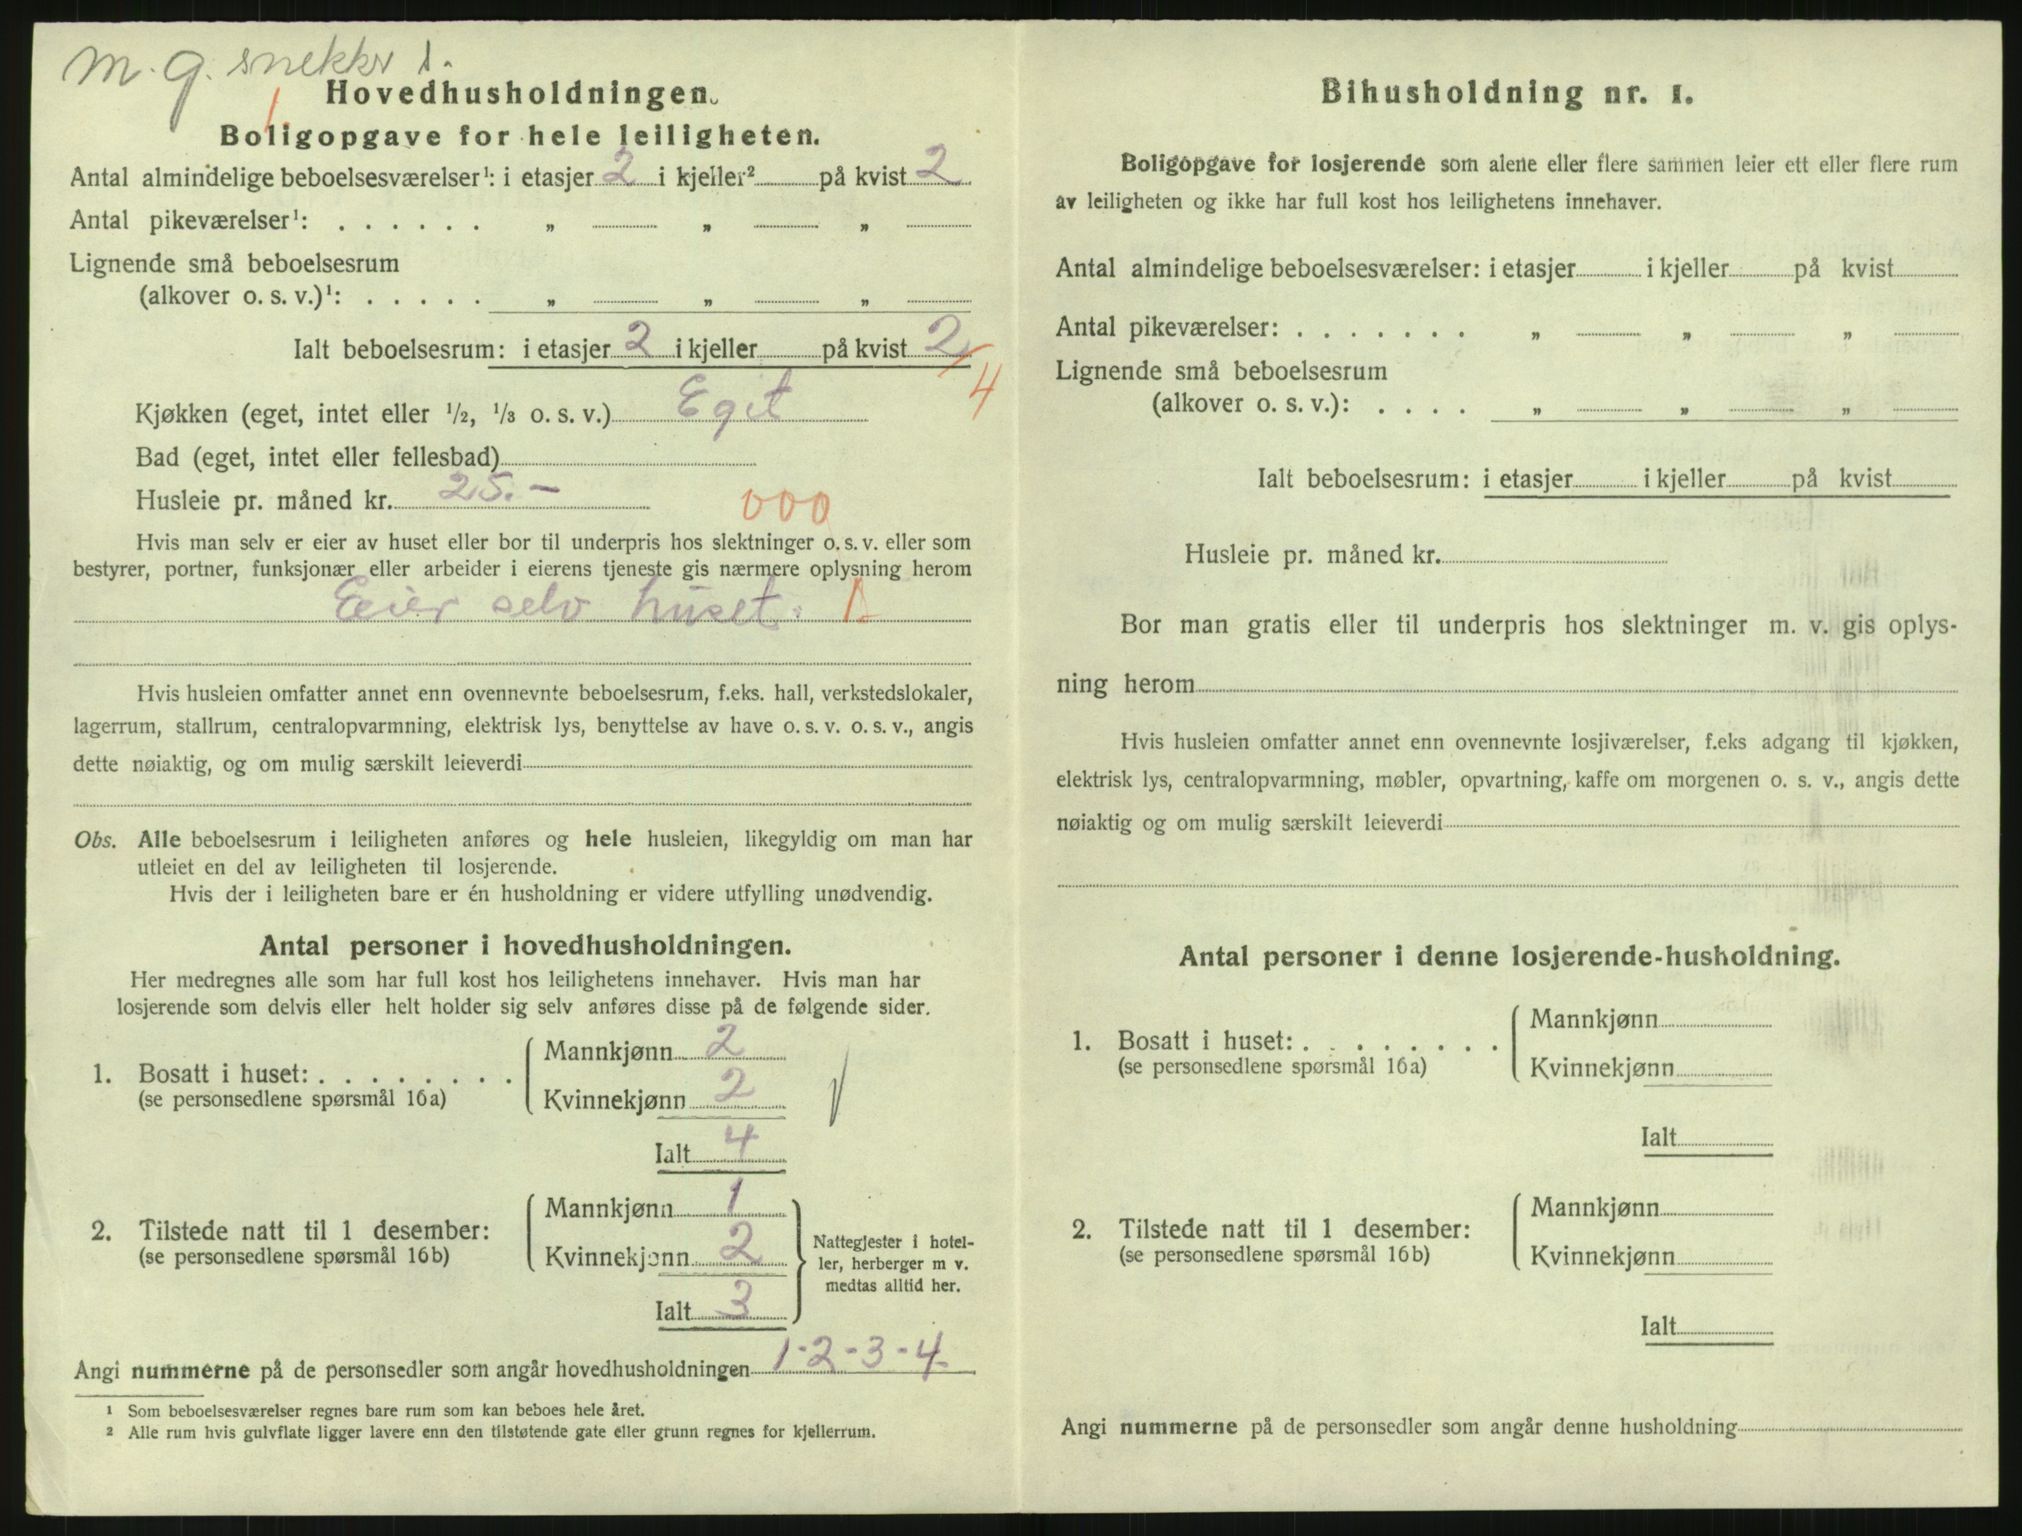 m. g. snekkr 1.
1.
Hovedhusholdningen.
Boligopgave for hele leiligheten.
Antal almindelige beboelsesværelser¹: i etasjer 2 i kjeller² på kvist 2
Antal pikeværelser¹: . . . . . . „ „ „
Lignende små beboelsesrum
(alkover o. s. v.)¹: . . . . . „ „ „
Ialt beboelsesrum: i etasjer 2 i kjeller på kvist 2
4
Kjøkken (eget, intet eller ¹/₂, ¹/₃ o. s. v.) Eget
Bad (eget, intet eller fellesbad)
Husleie pr. måned kr. 25.–
000
Hvis man selv er eier av huset eller bor til underpris hos slektninger o. s. v. eller som
bestyrer, portner, funksjonær eller arbeider i eierens tjeneste gis nærmere oplysning herom
Eier selv huset.
Hvis husleien omfatter annet enn ovennevnte beboelsesrum, f.eks. hall, verkstedslokaler,
lagerrum, stallrum, centralopvarmning, elektrisk lys, benyttelse av have o. s. v. o. s. v., angis
dette nøiaktig, og om mulig særskilt leieverdi
Obs. Alle beboelsesrum i leiligheten anføres og hele husleien, likegyldig om man har
utleiet en del av leiligheten til losjerende.
Hvis der i leiligheten bare er én husholdning er videre utfylling unødvendig.
Antal personer i hovedhusholdningen.
Her medregnes alle som har full kost hos leilighetens innehaver. Hvis man har
losjerende som delvis eller helt holder sig selv anføres disse på de følgende sider.
1. Bosatt i huset: . . . . . . . .
(se personsedlene spørsmål 16a)
Mannkjønn 2
Kvinnekjønn 2
Ialt 4
2. Tilstede natt til 1 desember:
(se personsedlene spørsmål 16b)
Mannkjønn 1
Kvinnekjønn 2
Ialt 3
Nattegjester i hotel-
ler, herberger m v.
medtas alltid her.
Angi nummerne på de personsedler som angår hovedhusholdningen 1-2-3-4
¹ Som beboelsesværelser regnes bare rum som kan beboes hele året.
² Alle rum hvis gulvflate ligger lavere enn den tilstøtende gate eller grunn regnes for kjellerrum.
Bihusholdning nr. 1.
Boligopgave for losjerende som alene eller flere sammen leier ett eller flere rum
av leiligheten og ikke har full kost hos leilighetens innehaver.
Antal almindelige beboelsesværelser: i etasjer i kjeller på kvist
Antal pikeværelser: . . . . . . . „ „ „
Lignende små beboelsesrum
(alkover o. s. v.): . . . . „ „ „
Ialt beboelsesrum: i etasjer i kjeller på kvist
Husleie pr. måned kr.
Bor man gratis eller til underpris hos slektninger m. v. gis oplys-
ning herom
Hvis husleien omfatter annet enn ovennevnte losjiværelser, f.eks adgang til kjøkken,
elektrisk lys, centralopvarmning, møbler, opvartning, kaffe om morgenen o. s. v., angis dette
nøiaktig og om mulig særskilt leieverdi
Antal personer i denne losjerende-husholdning.
1. Bosatt i huset: . . . . . . . .
(se personsedlene spørsmål 16a)
Mannkjønn
Kvinnekjønn
Ialt
2. Tilstede natt til 1 desember:
(se personsedlene spørsmål 16b)
Mannkjønn
Kvinnekjønn
Ialt
Angi nummerne på de personsedler som angår denne husholdning